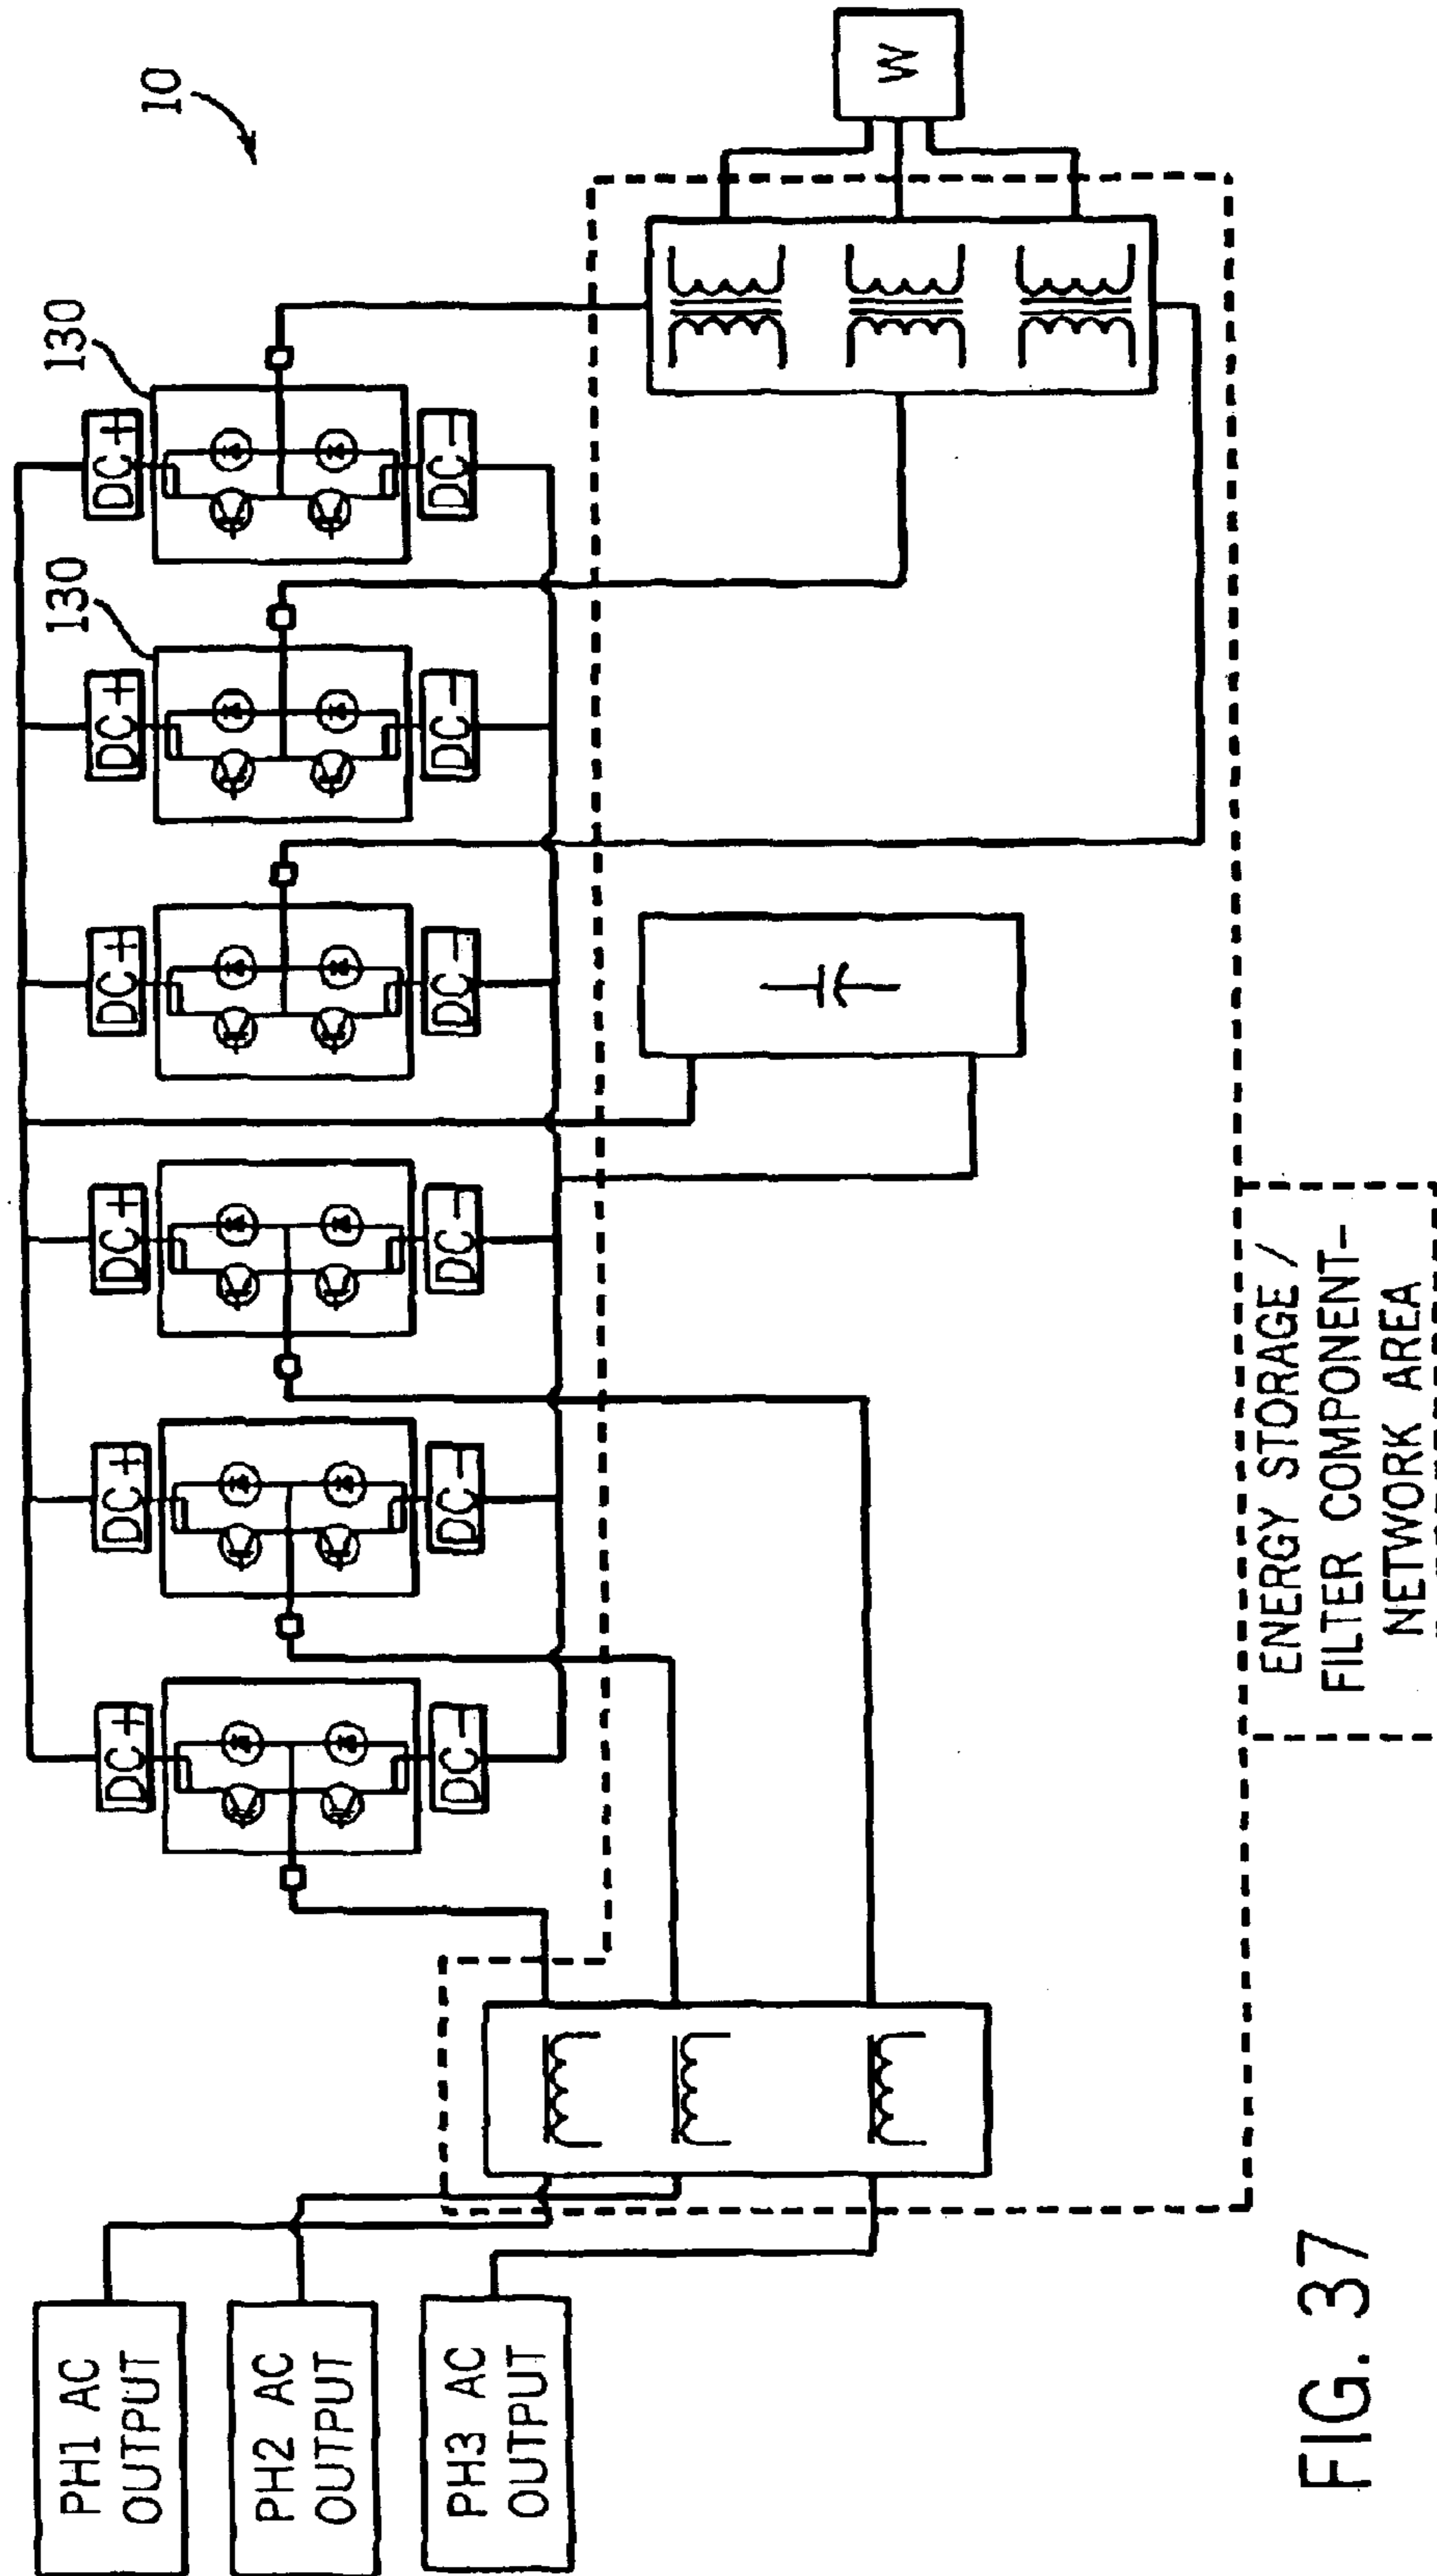 10
130
130
DC+
DC+
DC+
DC+
DC+
DC+
DC-
DC-
DC-
DC-
DC-
DC-
W
PH1 AC
OUTPUT
PH2 AC
OUTPUT
PH3 AC
OUTPUT
ENERGY STORAGE /
FILTER COMPONENT-
NETWORK AREA
FIG. 37